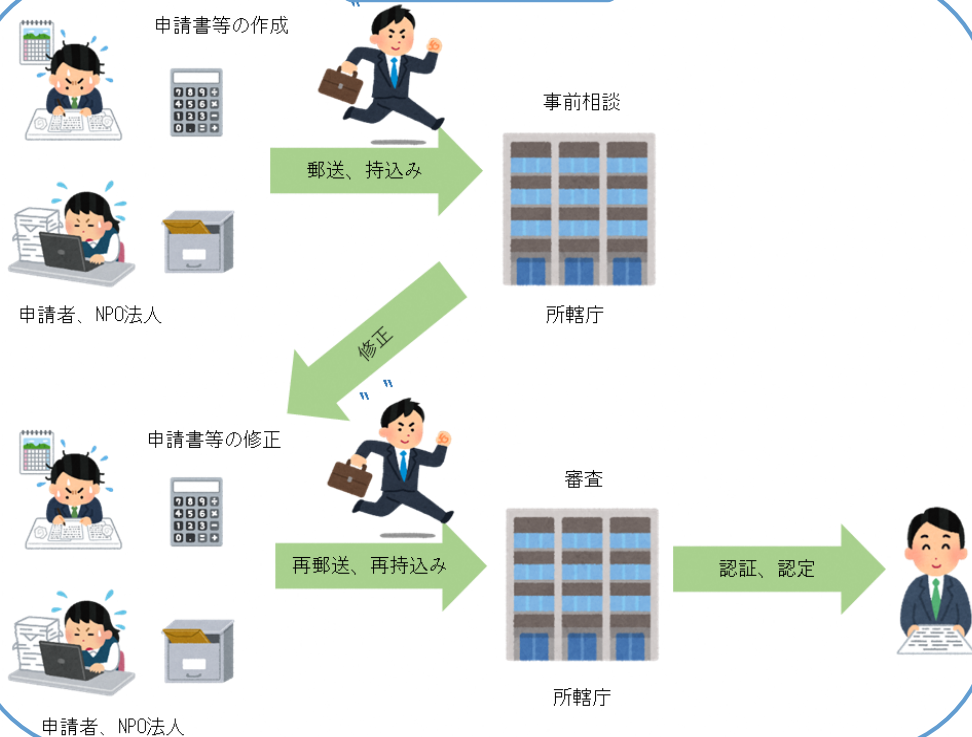 申請書等の作成
事前相談
郵送、持込み
申請者、NPO法人
所轄庁
修正
申請書等の修正
審査
再郵送、再持込み
認証、認定
所轄庁
申請者、NPO法人